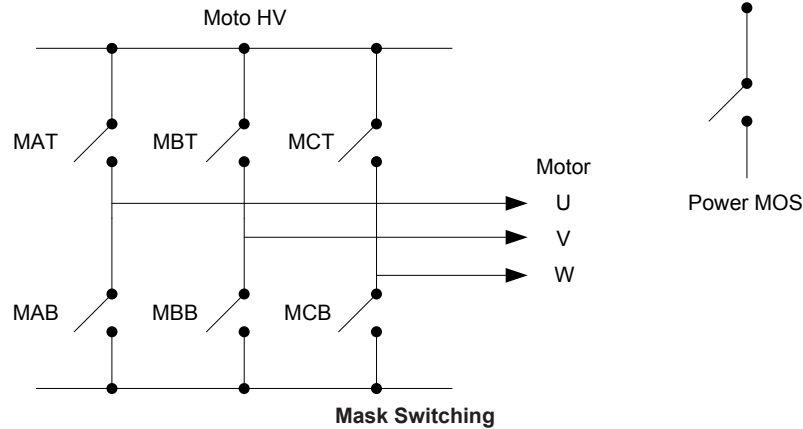 Moto HV
MAT MBT MCT
Motor
U
V
W
Power MOS
MAB MBB MCB
Mask Switching